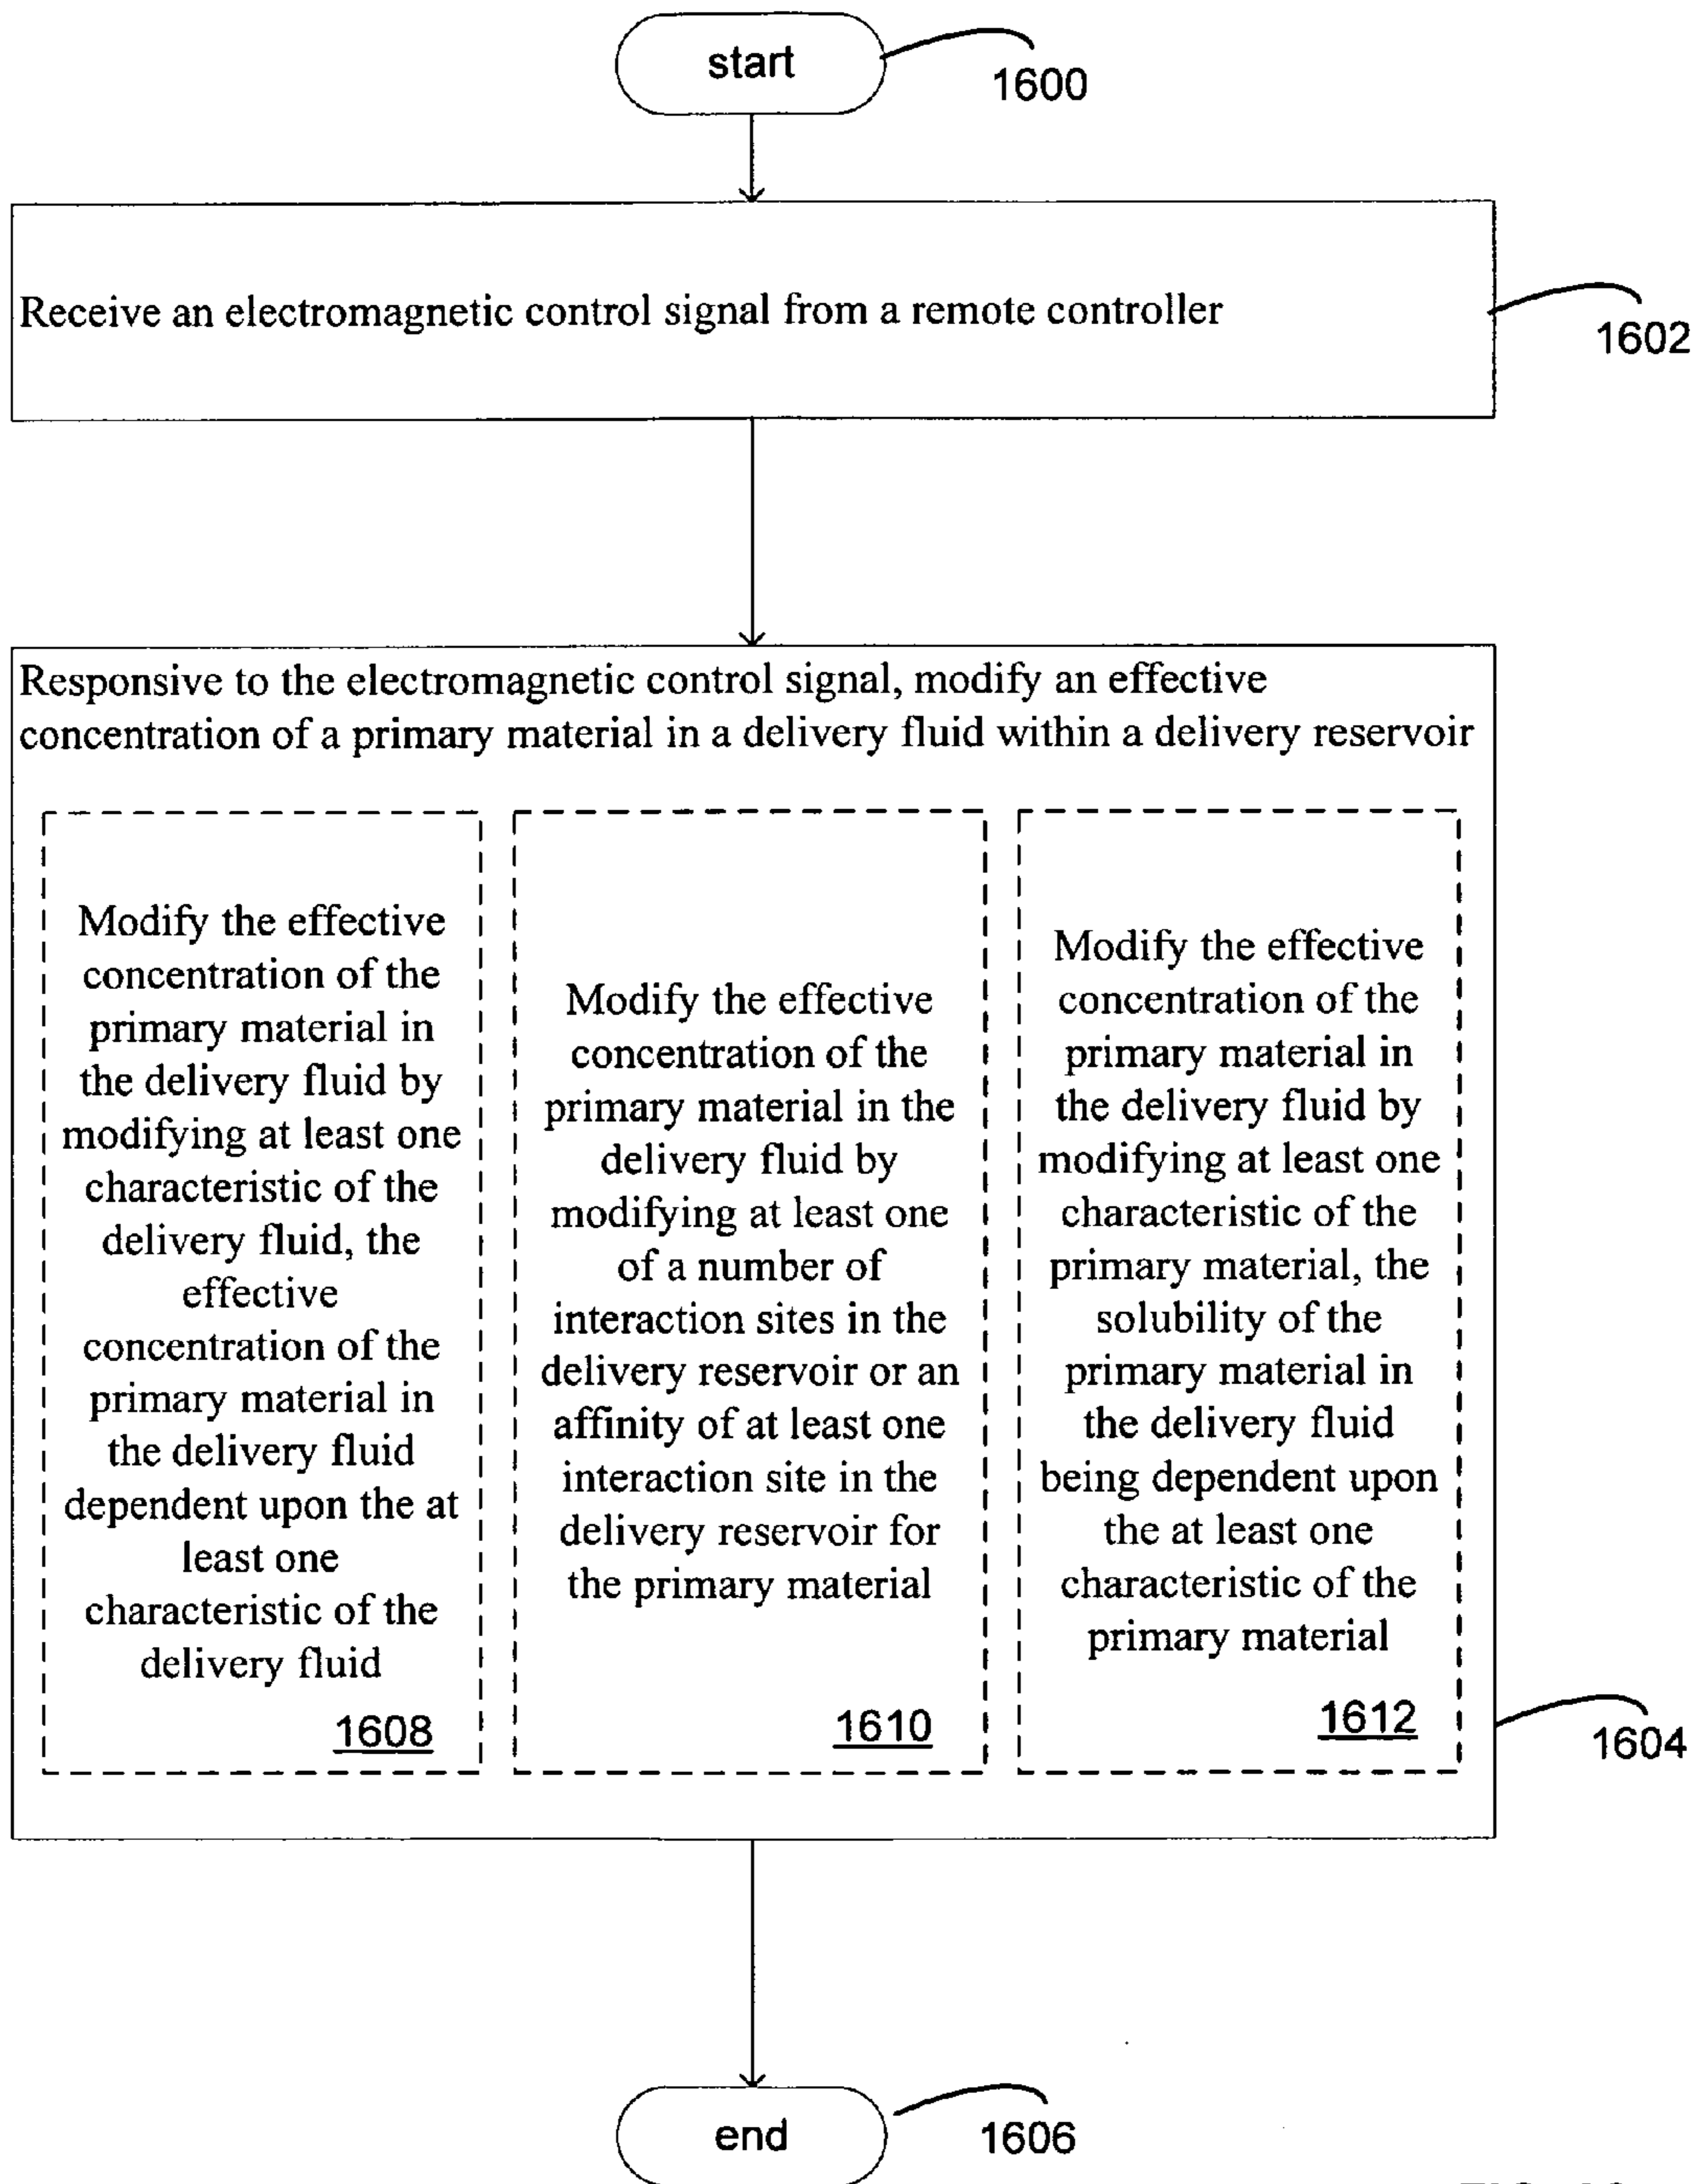 start
1600
Receive an electromagnetic control signal from a remote controller
1602
Responsive to the electromagnetic control signal, modify an effective
concentration of a primary material in a delivery fluid within a delivery reservoir
Modify the effective
concentration of the
primary material in
the delivery fluid by
modifying at least one
characteristic of the
delivery fluid, the
effective
concentration of the
primary material in
the delivery fluid
dependent upon the at
least one
characteristic of the
delivery fluid
1608
Modify the effective
concentration of the
primary material in the
delivery fluid by
modifying at least one
of a number of
interaction sites in the
delivery reservoir or an
affinity of at least one
interaction site in the
delivery reservoir for
the primary material
1610
Modify the effective
concentration of the
primary material in
the delivery fluid by
modifying at least one
characteristic of the
primary material, the
solubility of the
primary material in
the delivery fluid
being dependent upon
the at least one
characteristic of the
primary material
1612
1604
end
1606